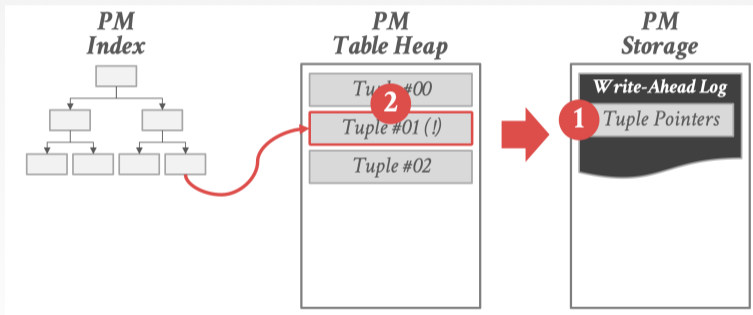 PM
Index
PM
Table Heap
PM
Storage
Tuple #00
2
Tuple #01 (!)
Tuple #02
Write-Ahead Log
1
Tuple Pointers